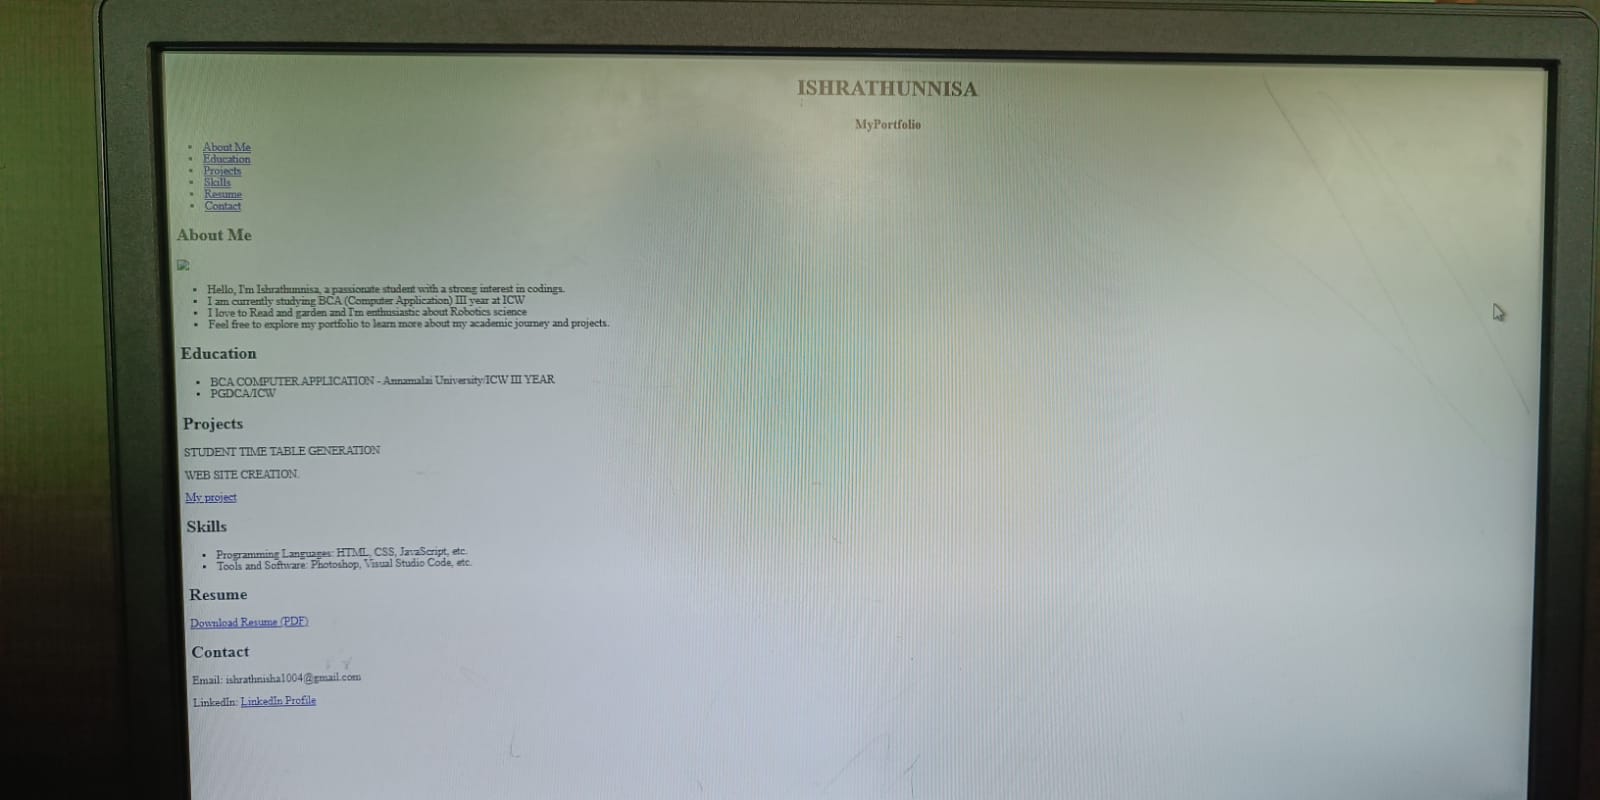 ISHRATHUNNISA
MyPortfolio
About Me
Education
Projects
Skills
Resume
Contact
About Me
Hello, I'm Ishrathunnisa, a passionate student with a strong interest in codings.
I am currently studying BCA (Computer Application) III year at ICW
I love to Read and garden and I'm enthusiastic about Robotics science
Feel free to explore my portfolio to learn more about my academic journey and projects.
Education
BCA COMPUTER APPLICATION - Annamalai University/ICW III YEAR
PGDCA/ICW
Projects
STUDENT TIME TABLE GENERATION
WEB SITE CREATION.
My project
Skills
Programming Languages: HTML, CSS, JavaScript, etc.
Tools and Software: Photoshop, Visual Studio Code, etc.
Resume
Download Resume (PDF)
Contact
Email: ishrathnisha1004@gmail.com
LinkedIn: LinkedIn Profile